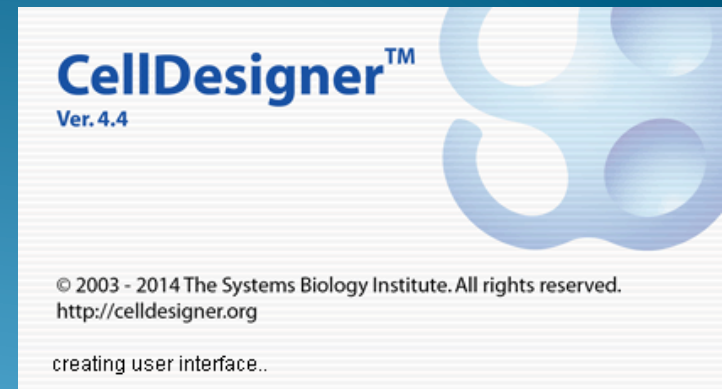 CellDesigner™
Ver. 4.4
© 2003 - 2014 The Systems Biology Institute. All rights reserved.
http://celldesigner.org
creating user interface..